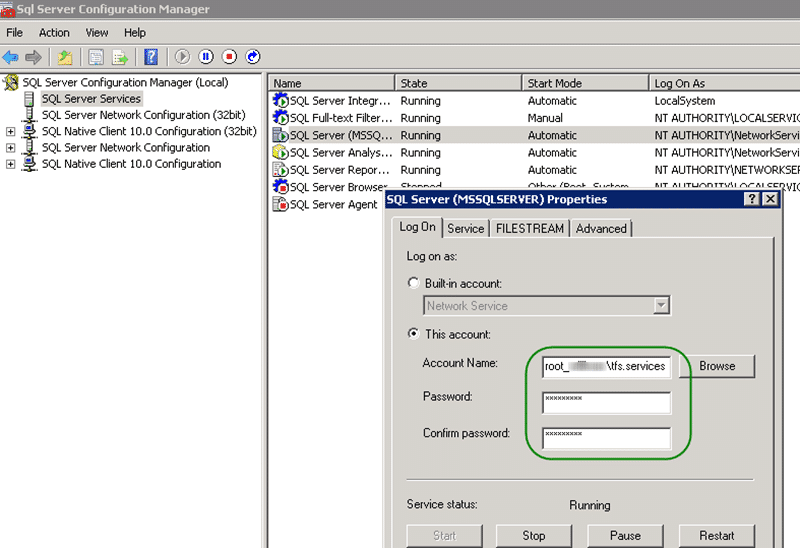 Sql Server Configuration Manager
File Action View Help
SQL Server Configuration Manager (Local)
SQL Server Services
SQL Server Network Configuration (32bit)
SQL Native Client 10.0 Configuration (32bit)
SQL Server Network Configuration
SQL Native Client 10.0 Configuration
Name State Start Mode Log On As
SQL Server Integr... Running Automatic LocalSystem
SQL Full-text Filter... Running Manual NT AUTHORITY\LOCALSERVIC
SQL Server (MSSQ... Running Automatic NT AUTHORITY\NetworkServi
SQL Server Analys... Running Automatic NT AUTHORITY\NetworkServi
SQL Server Repor... Running Automatic NT AUTHORITY\NETWORKSER
SQL Server Browser Stopped Other (Boot, System NT AUTHORITY\LOCALSERVIC
SQL Server Agent
SQL Server (MSSQLSERVER) Properties
Log On Service FILESTREAM Advanced
Log on as:
Built-in account:
Network Service
This account:
Account Name: root_ \tfs.services Browse
Password: *********
Confirm password: *********
Service status: Running
Start Stop Pause Restart